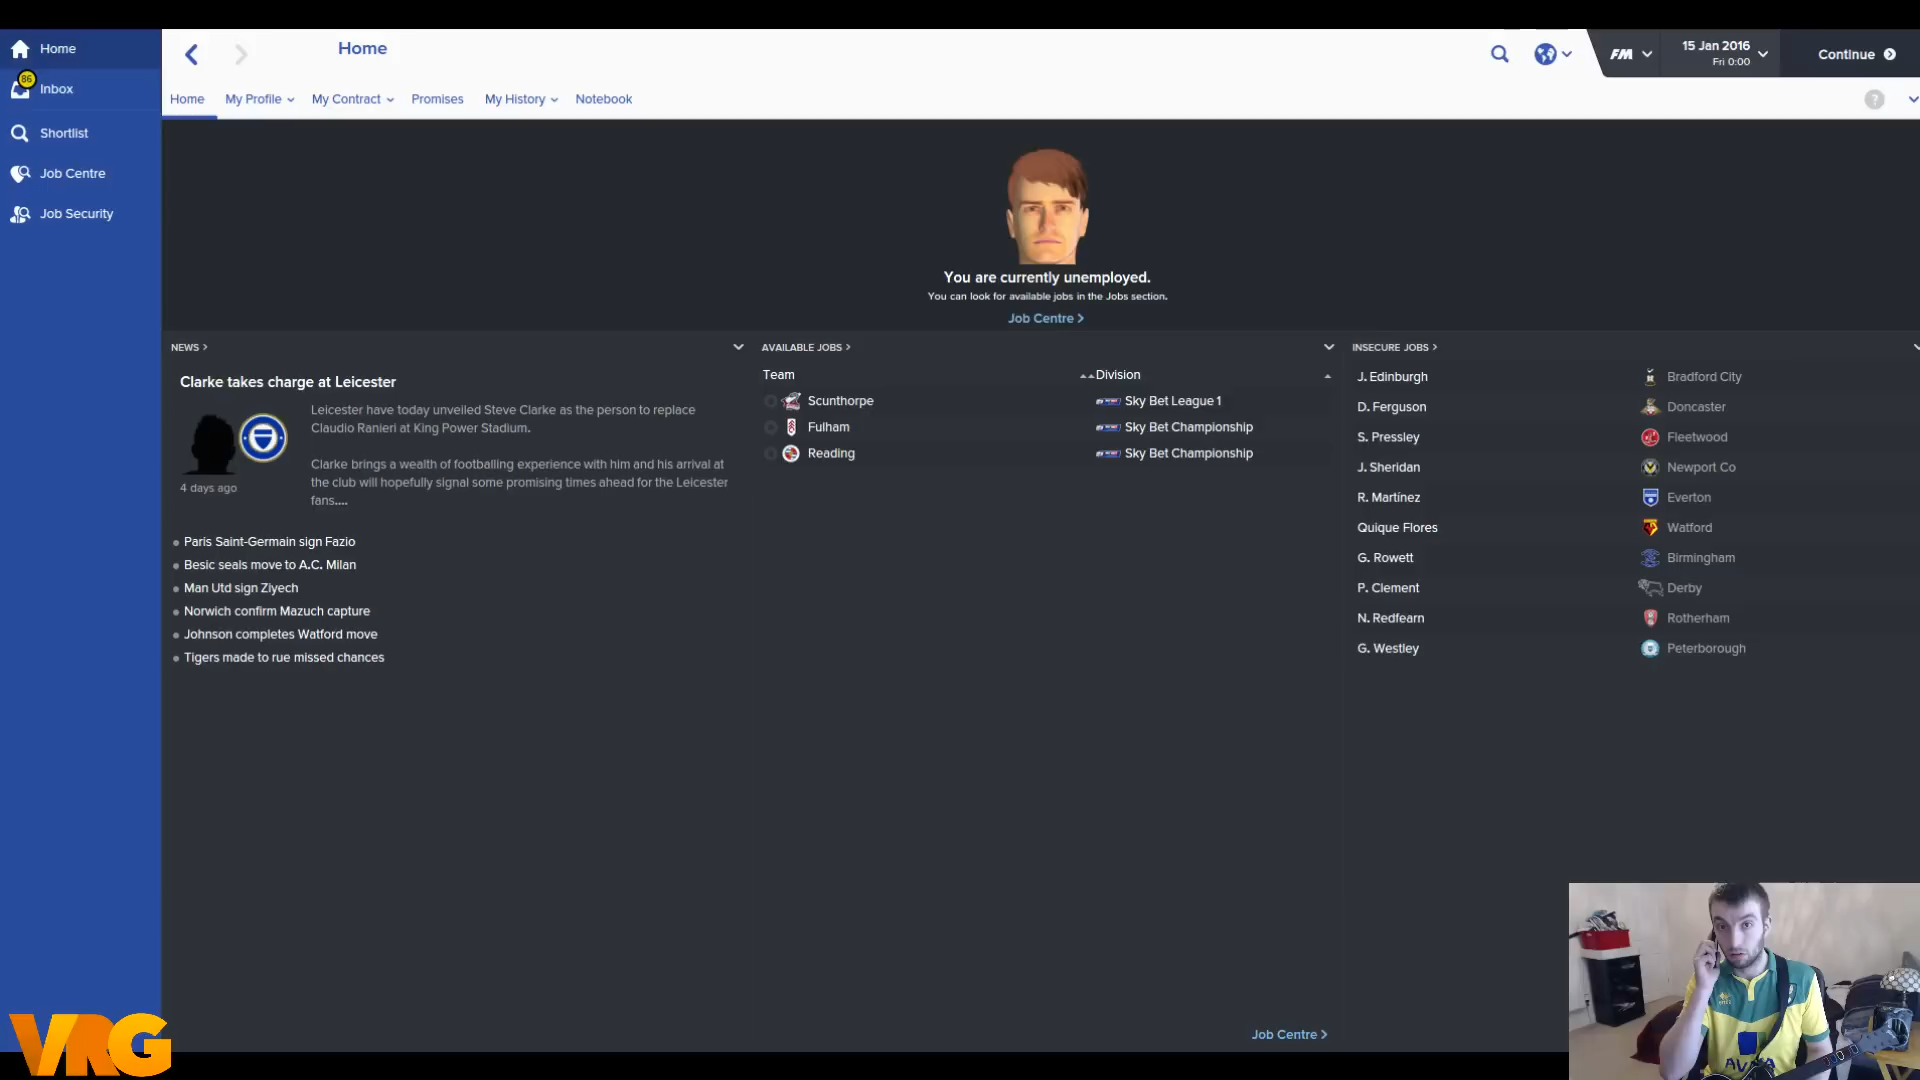 Home
86
Inbox
Shortlist
Job Centre
Job Security
Home
FM
15 Jan 2016
Fri 0:00
Continue
Home
My Profile
My Contract
Promises
My History
Notebook
?
You are currently unemployed.
You can look for available jobs in the Jobs section.
Job Centre >
NEWS >
Clarke takes charge at Leicester
Leicester have today unveiled Steve Clarke as the person to replace
Claudio Ranieri at King Power Stadium.
Clarke brings a wealth of footballing experience with him and his arrival at
the club will hopefully signal some promising times ahead for the Leicester
fans....
4 days ago
Paris Saint-Germain sign Fazio
Besic seals move to A.C. Milan
Man Utd sign Ziyech
Norwich confirm Mazuch capture
Johnson completes Watford move
Tigers made to rue missed chances
AVAILABLE JOBS >
Team Division
Scunthorpe Sky Bet League 1
Fulham Sky Bet Championship
Reading Sky Bet Championship
Job Centre >
INSECURE JOBS >
J. Edinburgh Bradford City
D. Ferguson Doncaster
S. Pressley Fleetwood
J. Sheridan Newport Co
R. Martínez Everton
Quique Flores Watford
G. Rowett Birmingham
P. Clement Derby
N. Redfearn Rotherham
G. Westley Peterborough
VRG
AVIVA